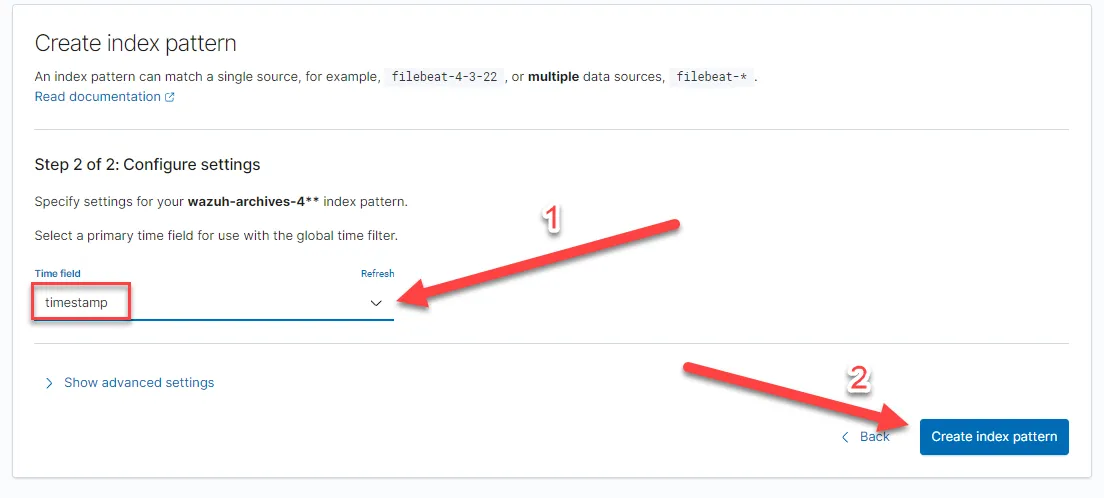 Create index pattern
An index pattern can match a single source, for example, filebeat-4-3-22 , or multiple data sources, filebeat-* .
Read documentation
Step 2 of 2: Configure settings
Specify settings for your wazuh-archives-4** index pattern.
Select a primary time field for use with the global time filter.
1
Time field Refresh
timestamp
Show advanced settings
2
Back Create index pattern